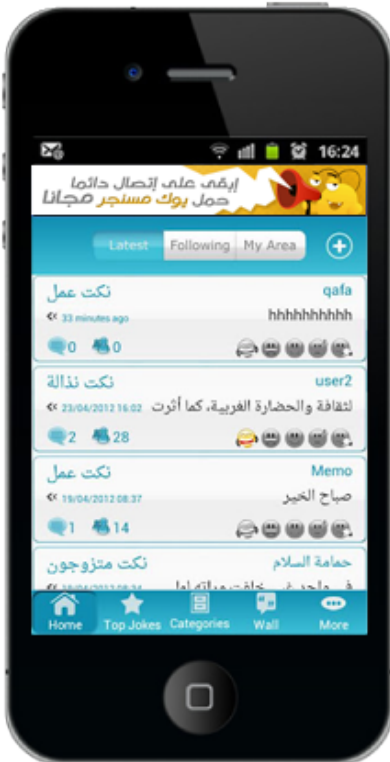 16:24
إبقى على إتصال دائما
حمل بوك مسنجر مجانا
Latest Following My Area
نكت عمل qafa
<< 33 minutes ago hhhhhhhhhh
0 0
نكت نذالة user2
<< 23/04/2012 16:02 لثقافة والحضارة الغربية، كما أثرت
2 28
نكت عمل Memo
<< 19/04/2012 08:37 صباح الخير
1 14
نكت متزوجون حمامة السلام
في واحد
Home Top Jokes Categories Wall More